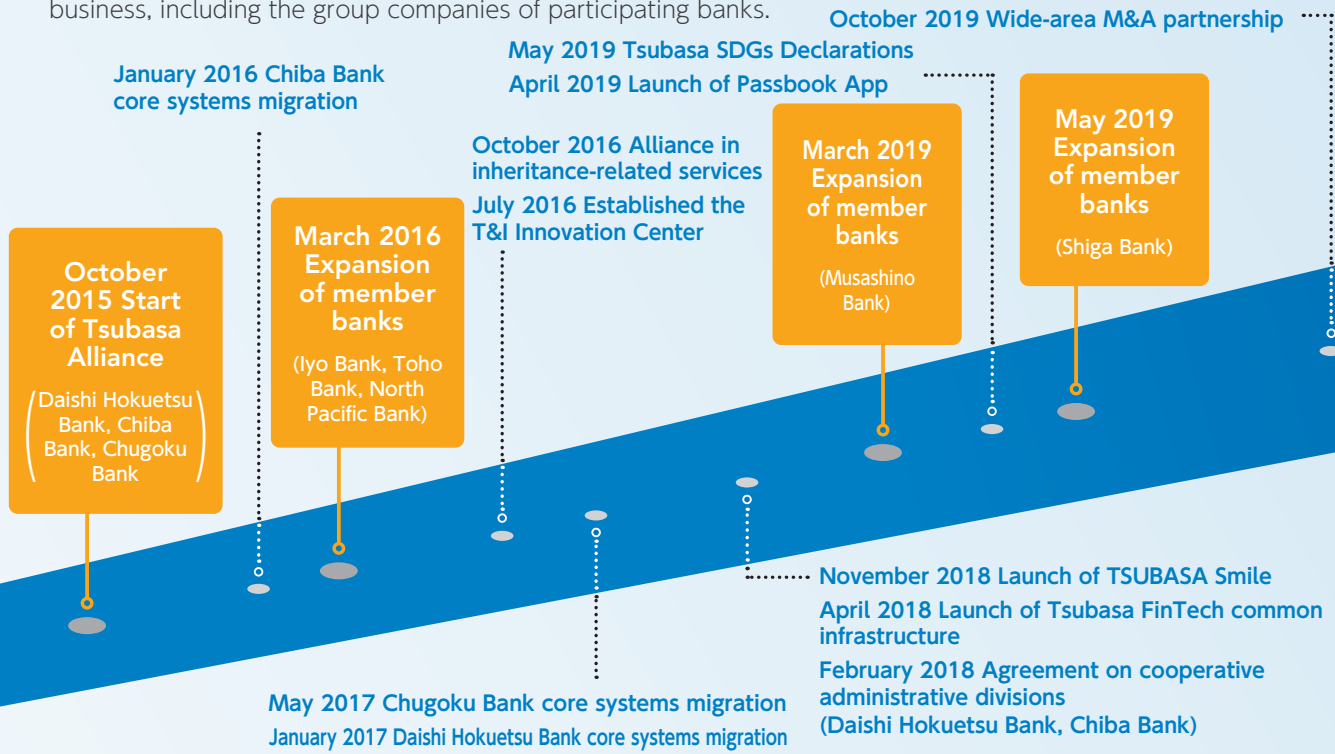 business, including the group companies of participating banks.
October 2019 Wide-area M&A partnership
May 2019 Tsubasa SDGs Declarations
April 2019 Launch of Passbook App
January 2016 Chiba Bank
core systems migration
October 2016 Alliance in
inheritance-related services
July 2016 Established the
T&I Innovation Center
March 2019
Expansion
of member
banks
(Musashino
Bank)
May 2019
Expansion
of member
banks
(Shiga Bank)
March 2016
Expansion
of member
banks
(Iyo Bank, Toho
Bank, North
Pacific Bank)
October
2015 Start
of Tsubasa
Alliance
(Daishi Hokuetsu
Bank, Chiba
Bank, Chugoku
Bank)
November 2018 Launch of TSUBASA Smile
April 2018 Launch of Tsubasa FinTech common
infrastructure
February 2018 Agreement on cooperative
administrative divisions
(Daishi Hokuetsu Bank, Chiba Bank)
May 2017 Chugoku Bank core systems migration
January 2017 Daishi Hokuetsu Bank core systems migration